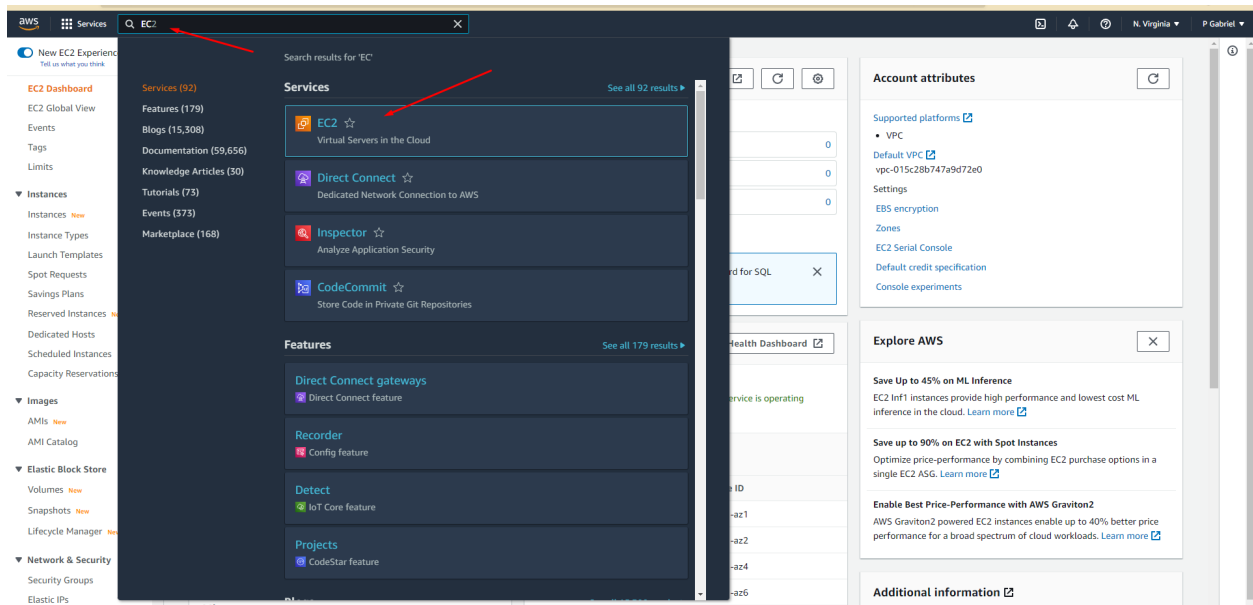 aws
Services
EC2
N. Virginia
P Gabriel
New EC2 Experienc
Tell us what you think
EC2 Dashboard
EC2 Global View
Events
Tags
Limits
Instances
Instances New
Instance Types
Launch Templates
Spot Requests
Savings Plans
Reserved Instances
Dedicated Hosts
Scheduled Instances
Capacity Reservations
Images
AMIs New
AMI Catalog
Elastic Block Store
Volumes New
Snapshots New
Lifecycle Manager
Network & Security
Security Groups
Elastic IPs
Search results for 'EC'
Services (92)
Features (179)
Blogs (15,308)
Documentation (59,656)
Knowledge Articles (30)
Tutorials (73)
Events (373)
Marketplace (168)
Services
See all 92 results
EC2
Virtual Servers in the Cloud
Direct Connect
Dedicated Network Connection to AWS
Inspector
Analyze Application Security
CodeCommit
Store Code in Private Git Repositories
Features
See all 179 results
Direct Connect gateways
Direct Connect feature
Recorder
Config feature
Detect
IoT Core feature
Projects
CodeStar feature
0
0
0
rd for SQL
Health Dashboard
ervice is operating
ID
-az1
-az2
-az4
-az6
Account attributes
Supported platforms
• VPC
Default VPC
vpc-015c28b747a9d72e0
Settings
EBS encryption
Zones
EC2 Serial Console
Default credit specification
Console experiments
Explore AWS
Save Up to 45% on ML Inference
EC2 Inf1 instances provide high performance and lowest cost ML
inference in the cloud. Learn more
Save up to 90% on EC2 with Spot Instances
Optimize price-performance by combining EC2 purchase options in a
single EC2 ASG. Learn more
Enable Best Price-Performance with AWS Graviton2
AWS Graviton2 powered EC2 instances enable up to 40% better price
performance for a broad spectrum of cloud workloads. Learn more
Additional information